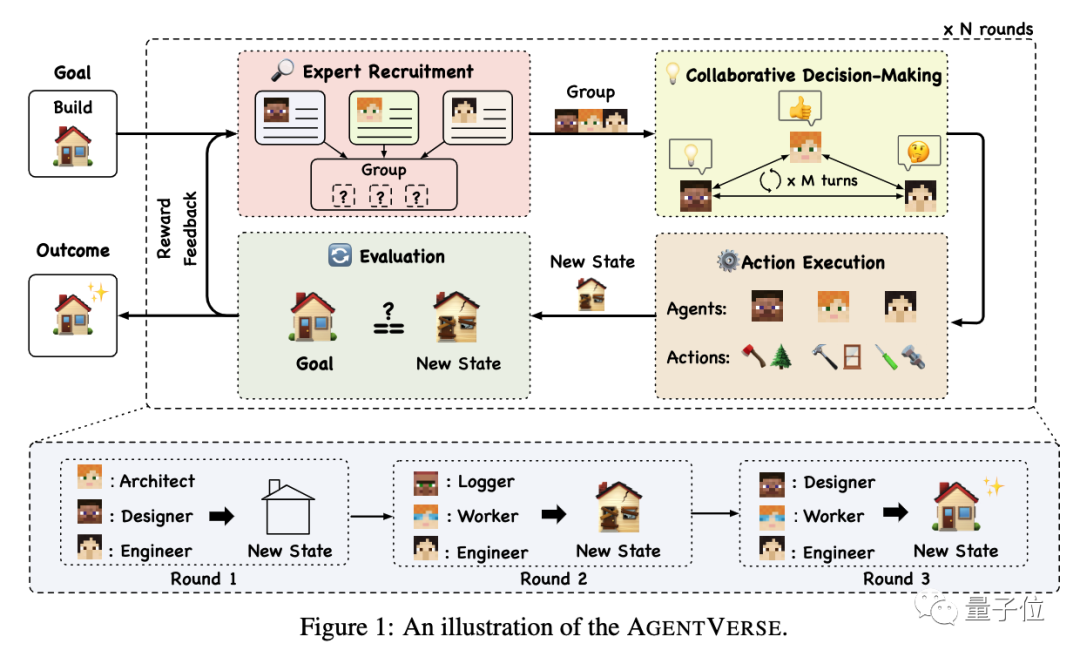 x N rounds
Goal
Build
Expert Recruitment
Group
? ? ?
Group
Collaborative Decision-Making
x M turns
Reward
Feedback
Outcome
Evaluation
?
==
Goal
New State
New State
Action Execution
Agents:
Actions:
: Architect
: Designer
: Engineer
New State
Round 1
: Logger
: Worker
: Engineer
New State
Round 2
: Designer
: Worker
: Engineer
New State
Round 3
量子位
Figure 1: An illustration of the AGENTVERSE.